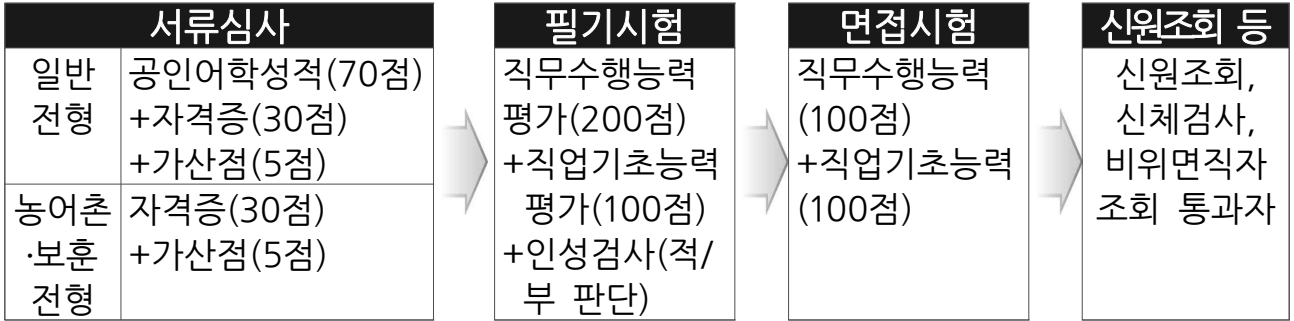 서류심사
일반
전형
공인어학성적(70점)
+자격증(30점)
+가산점(5점)
농어촌
·보훈
전형
자격증(30점)
+가산점(5점)
필기시험
직무수행능력
평가(200점)
+직업기초능력
평가(100점)
+인성검사(적/
부 판단)
면접시험
직무수행능력
(100점)
+직업기초능력
(100점)
신원조회 등
신원조회,
신체검사,
비위면직자
조회 통과자